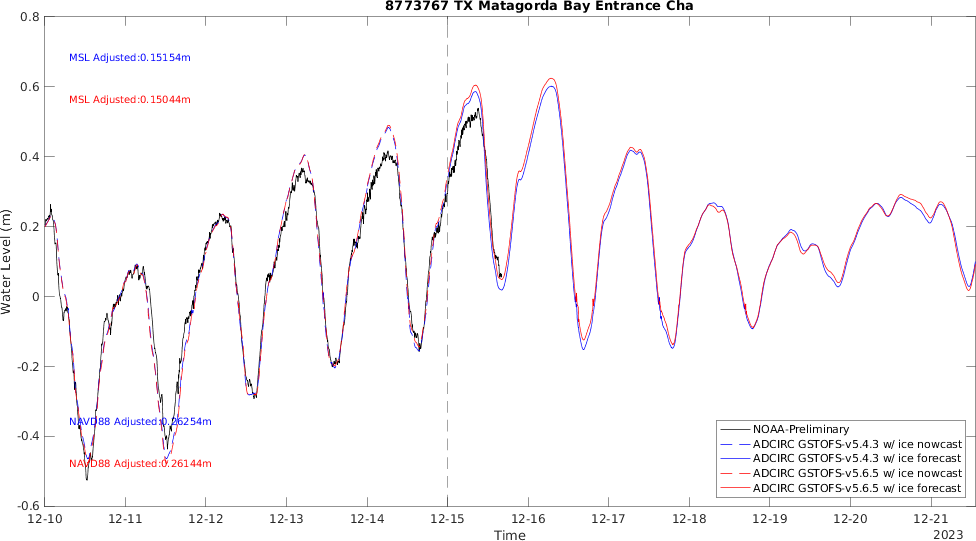 8773767 TX Matagorda Bay Entrance Cha
0.8
0.6
0.4
0.2
0
-0.2
-0.4
-0.6
Water Level (m)
MSL Adjusted:0.15154m
MSL Adjusted:0.15044m
NAVD88 Adjusted:0.26254m
NAVD88 Adjusted:0.26144m
NOAA-Preliminary
ADCIRC GSTOFS-v5.4.3 w/ ice nowcast
ADCIRC GSTOFS-v5.4.3 w/ ice forecast
ADCIRC GSTOFS-v5.6.5 w/ ice nowcast
ADCIRC GSTOFS-v5.6.5 w/ ice forecast
12-10 12-11 12-12 12-13 12-14 12-15 12-16 12-17 12-18 12-19 12-20 12-21
Time
2023